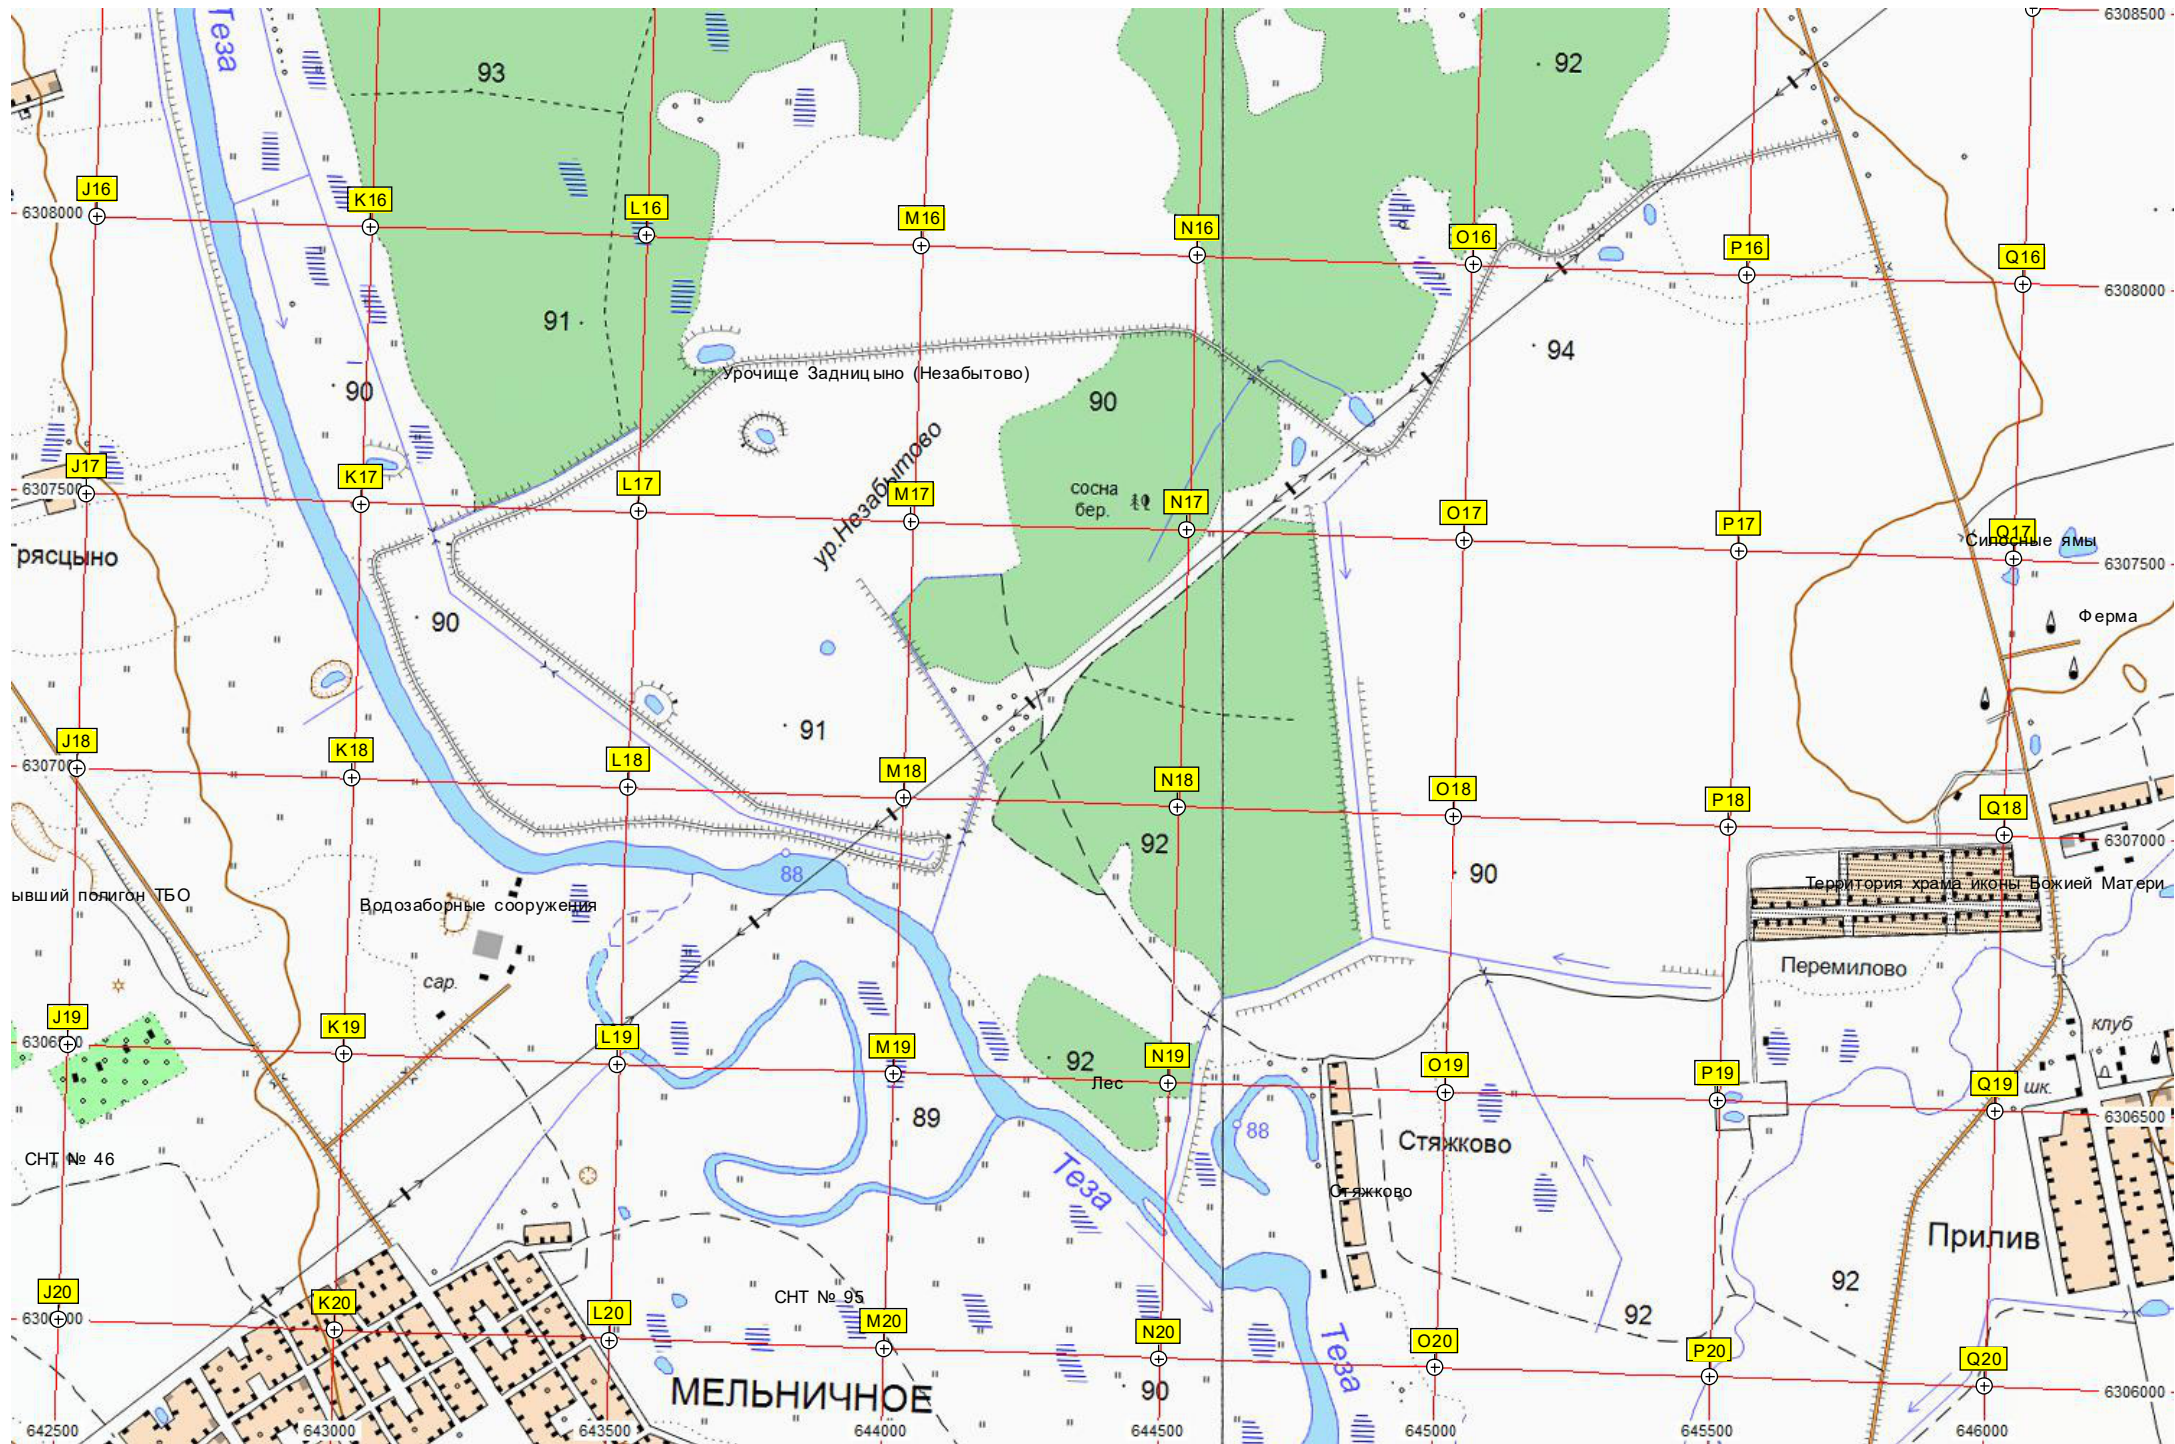 6308500
Теза
93
92
J16
K16
L16
M16
N16
O16
P16
Q16
6308000
6308000
91
94
90
Урочище Задницыно (Незабытово)
90
ур.Незабытово
J17
K17
L17
M17
сосна
бер.
N17
O17
P17
Q17
6307500
Силосные ямы
6307500
Грясцыно
90
Ферма
91
J18
K18
L18
M18
N18
O18
P18
Q18
6307000
92
90
88
Территория храма иконы Божией Матери
ывший полигон ТБО
Водозаборные сооружения
сар.
Перемилово
J19
K19
L19
M19
N19
O19
P19
Q19
клуб
шк.
92
Лес
89
88
6306500
Стяжково
СНТ № 46
Теза
Стяжково
Прилив
92
92
J20
K20
L20
СНТ № 95
M20
N20
O20
P20
Q20
Теза
МЕЛЬНИЧНОЕ
90
6306000
642500
643000
643500
644000
644500
645000
645500
646000